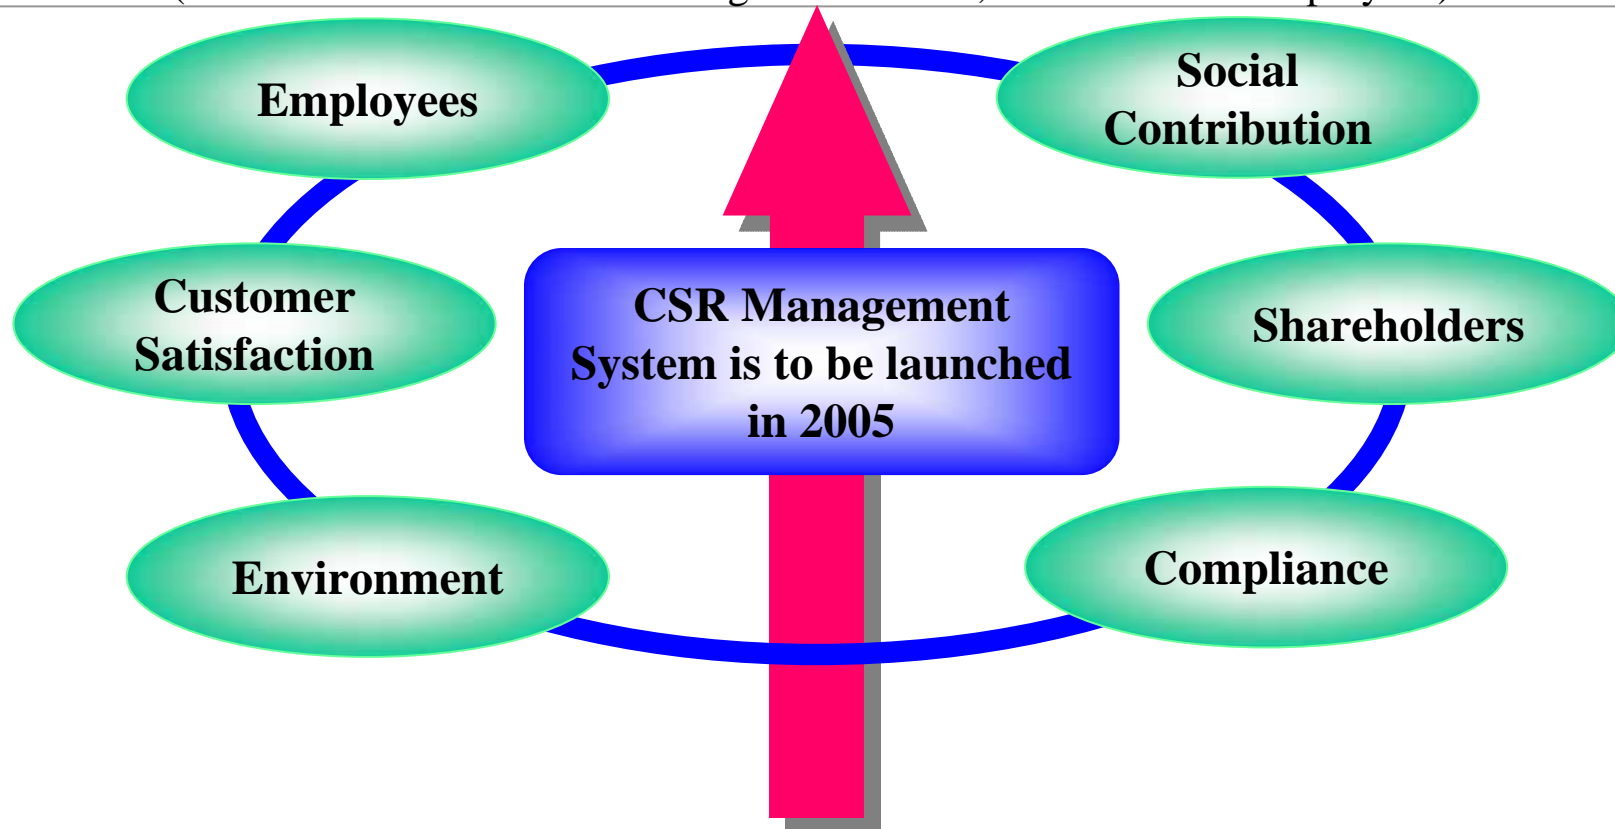 Employees
Social
Contribution
Customer
Satisfaction
CSR Management
System is to be launched
in 2005
Shareholders
Environment
Compliance